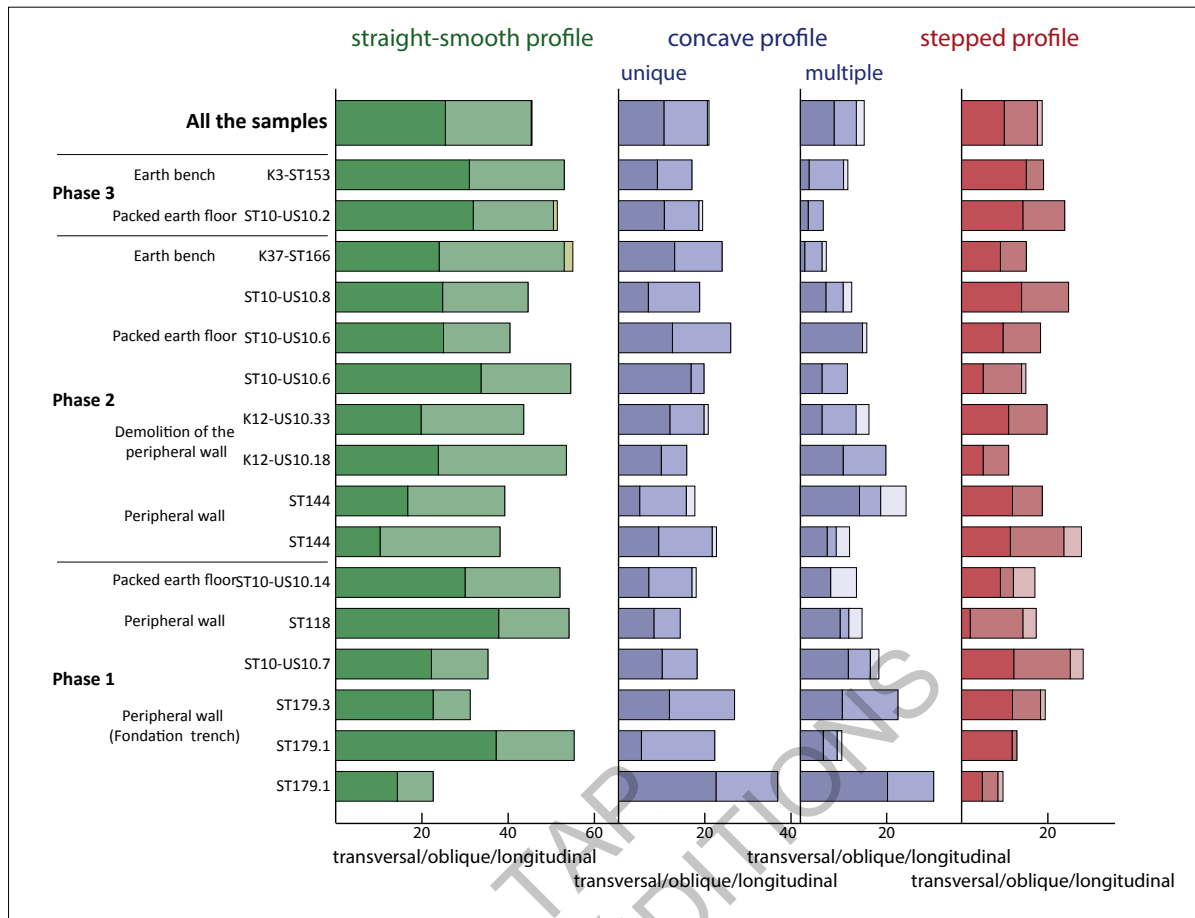 straight-smooth profile concave profile stepped profile
unique multiple
All the samples
Earth bench K3-ST153
Phase 3
Packed earth floor ST10-US10.2
Earth bench K37-ST166
ST10-US10.8
Packed earth floor ST10-US10.6
ST10-US10.6
Phase 2
K12-US10.33
Demolition of the
peripheral wall
K12-US10.18
ST144
Peripheral wall
ST144
Packed earth floor ST10-US10.14
Peripheral wall ST118
ST10-US10.7
Phase 1
ST179.3
Peripheral wall
(Fondation trench)
ST179.1
ST179.1
20 40 60 20 40 20 20
transversal/oblique/longitudinal transversal/oblique/longitudinal
transversal/oblique/longitudinal transversal/oblique/longitudinal
TAP
EDITIONS